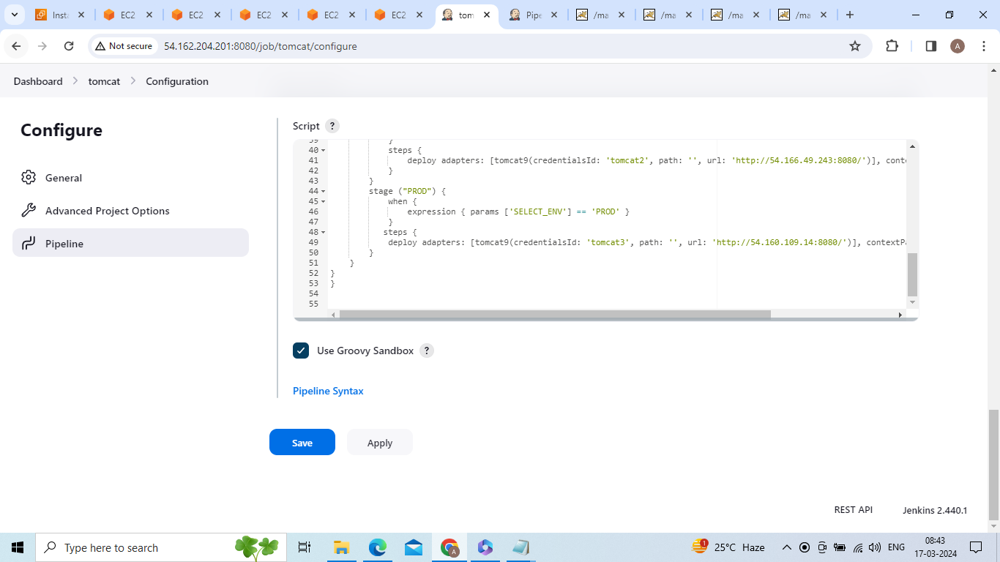 Insta
EC2
EC2
EC2
EC2
EC2
tom
Pipe
/ma
/ma
/ma
/ma
Not secure
54.162.204.201:8080/job/tomcat/configure
A
Dashboard
tomcat
Configuration
Configure
General
Advanced Project Options
Pipeline
Script ?
39 }
40 steps {
41 deploy adapters: [tomcat9(credentialsId: 'tomcat2', path: '', url: 'http://54.166.49.243:8080/')], conte
42 }
43 }
44 stage ("PROD") {
45 when {
46 expression { params ['SELECT_ENV'] == 'PROD' }
47 }
48 steps {
49 deploy adapters: [tomcat9(credentialsId: 'tomcat3', path: '', url: 'http://54.160.109.14:8080/')], contextPa
50 }
51 }
52 }
53 }
54
55
Use Groovy Sandbox ?
Pipeline Syntax
Save
Apply
REST API
Jenkins 2.440.1
Type here to search
A
1
25°C Haze
ENG
08:43
17-03-2024